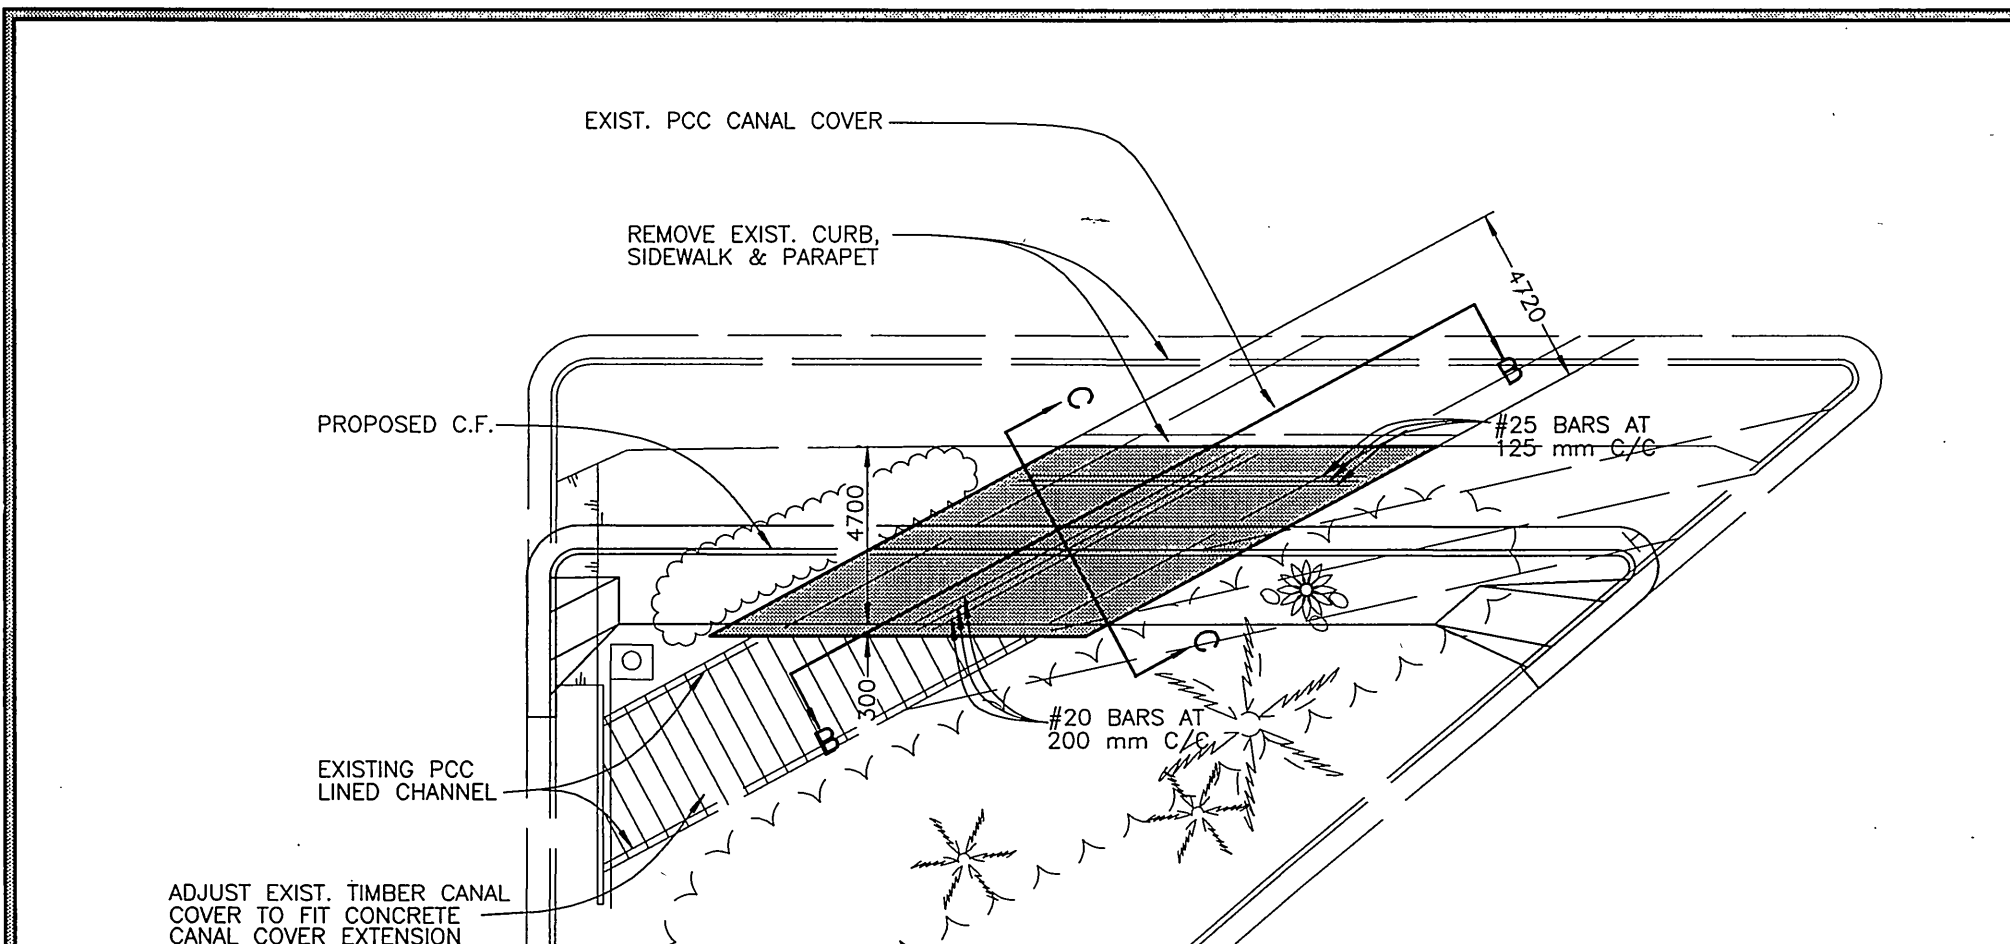 EXIST. PCC CANAL COVER
REMOVE EXIST. CURB,
SIDEWALK & PARAPET
4720
B
C
PROPOSED C.F.
#25 BARS AT
125 mm C/C
4700
C
300
#20 BARS AT
200 mm C/C
B
EXISTING PCC
LINED CHANNEL
ADJUST EXIST. TIMBER CANAL
COVER TO FIT CONCRETE
CANAL COVER EXTENSION